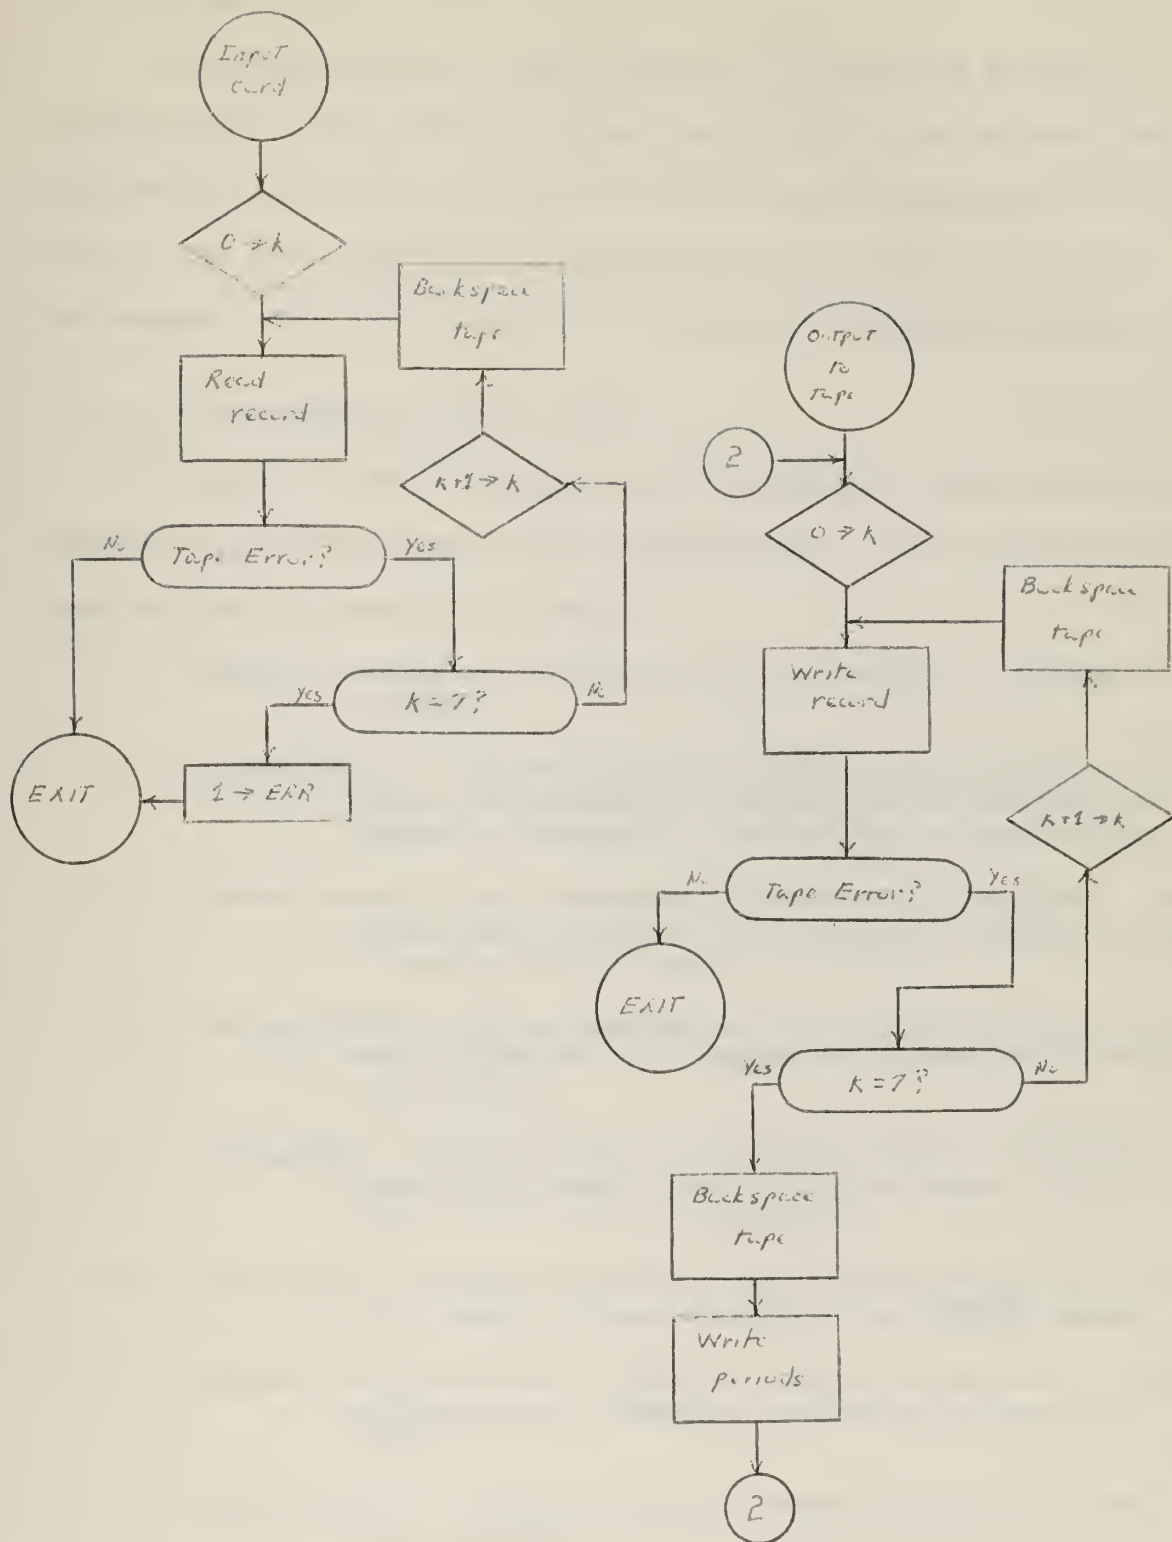 Input
card
0 → k
Backspace
tape
Read
record
k+1 → k
No
Tape Error?
Yes
Yes
k = 7?
No
EXIT
1 → ERR
Output
to
Tape
2
0 → k
Backspace
tape
Write
record
k+1 → k
No
Tape Error?
Yes
EXIT
Yes
k = 7?
No
Backspace
tape
Write
periods
2